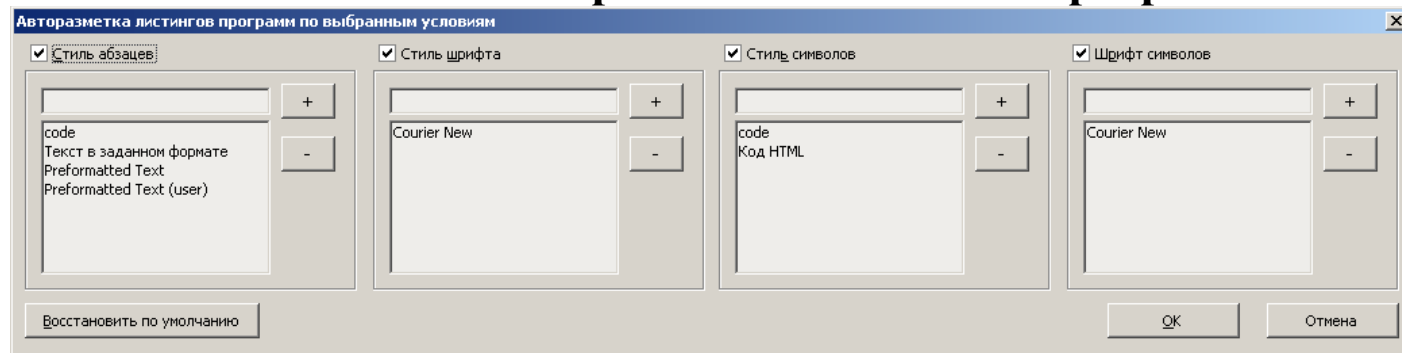 Авторазметка листингов программ по выбранным условиям
Стиль абзацев
Стиль шрифта
Стиль символов
Шрифт символов
+
+
+
+
code
Текст в заданном формате
Preformatted Text
Preformatted Text (user)
-
Courier New
-
code
Код HTML
-
Courier New
-
Восстановить по умолчанию
OK
Отмена